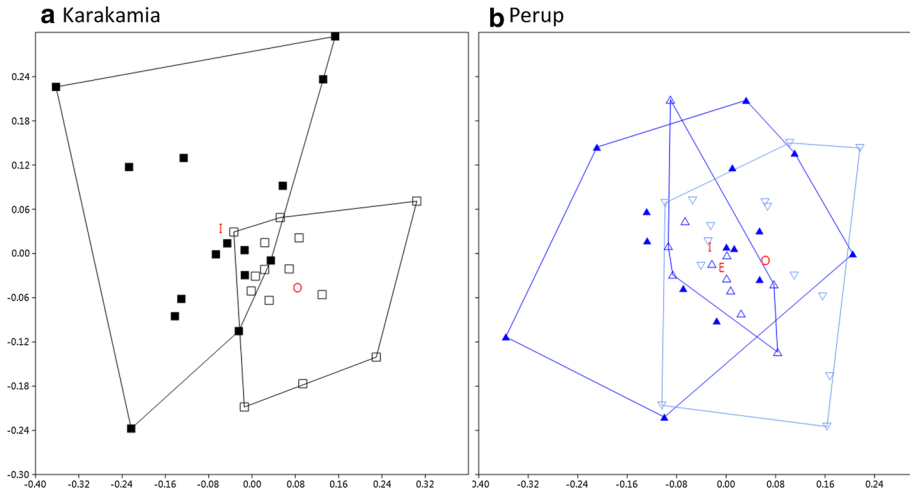 a Karakamia
b Perup
0.24
0.18
0.12
0.06
0.00
-0.06
-0.12
-0.18
-0.24
-0.30
I
O
I
E
O
-0.40 -0.32 -0.24 -0.16 -0.08 0.00 0.08 0.16 0.24 0.32
0.40 -0.32 -0.24 -0.16 -0.08 0.00 0.08 0.16 0.24